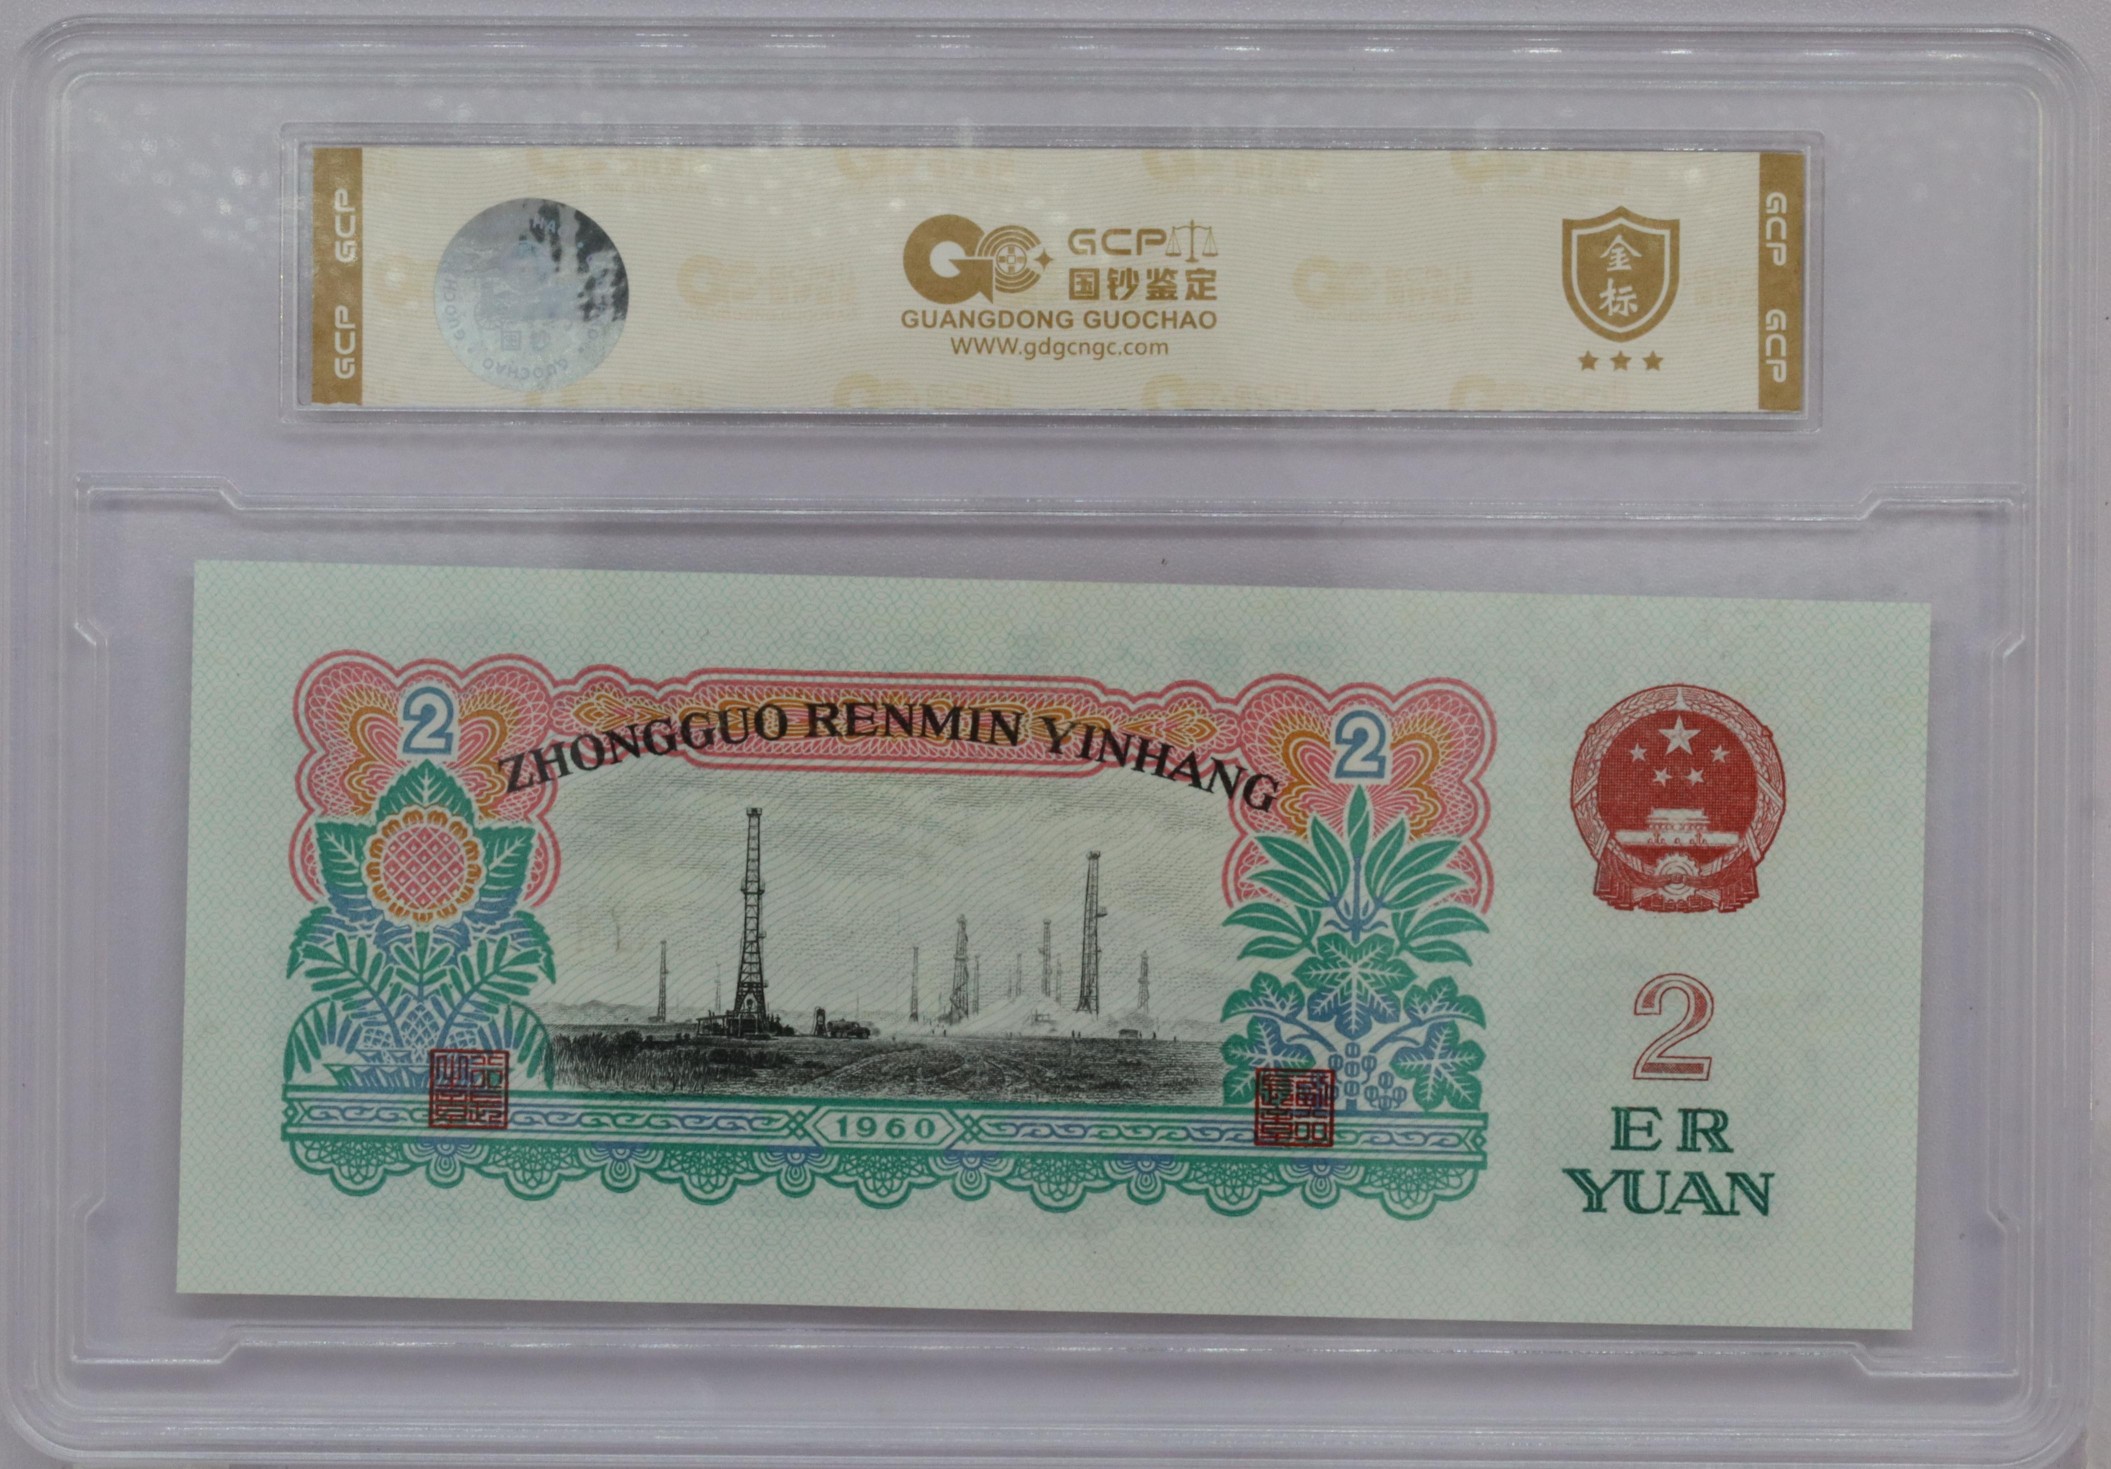 GCP GCP
GCP
国钞鉴定
GUANGDONG GUOCHAO
WWW.gdgcngc.com
金
标
GCP GCP
GUOCHAO
2
ZHONGGUO RENMIN YINHANG
2
1960
2
ER
YUAN